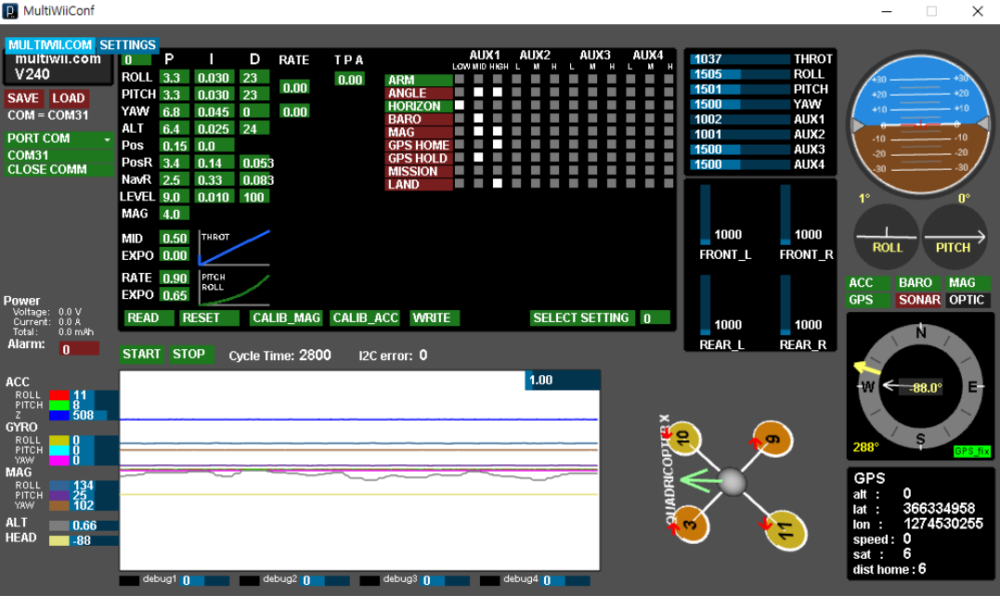 MultiWiiConf
MULTIWII.COM SETTINGS
multiwii.com
V240
SAVE LOAD
COM = COM31
PORT COM
COM31
CLOSE COMM
0 P I D RATE T P A
ROLL 3.3 0.030 23 0.00 0.00
PITCH 3.3 0.030 23
YAW 6.8 0.045 0 0.00
ALT 6.4 0.025 24
Pos 0.15 0.0
PosR 3.4 0.14 0.053
NavR 2.5 0.33 0.083
LEVEL 9.0 0.010 100
MAG 4.0
MID 0.50 THROT
EXPO 0.00
RATE 0.90 PITCH
EXPO 0.65 ROLL
AUX1 AUX2 AUX3 AUX4
LOW MID HIGH L M H L M H L M H
ARM
ANGLE
HORIZON
BARO
MAG
GPS HOME
GPS HOLD
MISSION
LAND
READ RESET CALIB_MAG CALIB_ACC WRITE SELECT SETTING 0
1037 THROT
1505 ROLL
1501 PITCH
1500 YAW
1002 AUX1
1001 AUX2
1500 AUX3
1500 AUX4
1000 1000
FRONT_L FRONT_R
1000 1000
REAR_L REAR_R
+30 +30
+20 +20
+10 +10
0 0
-10 -10
-20 -20
-30 -30
1° 0°
ROLL PITCH
ACC BARO MAG
GPS SONAR OPTIC
N
W -88.0° E
S
288° GPS_fix
GPS
alt : 0
lat : 366334958
lon : 1274530255
speed : 0
sat : 6
dist home : 6
Power
Voltage: 0.0 V
Current: 0.0 A
Total: 0.0 mAh
Alarm: 0
START STOP Cycle Time: 2800 I2C error: 0
1.00
ACC
ROLL 11
PITCH 8
Z 508
GYRO
ROLL 0
PITCH 0
YAW 0
MAG
ROLL 134
PITCH 25
YAW 102
ALT 0.66
HEAD -88
debug1 0 debug2 0 debug3 0 debug4 0
QUADRICOPTER X
10 9
3 11